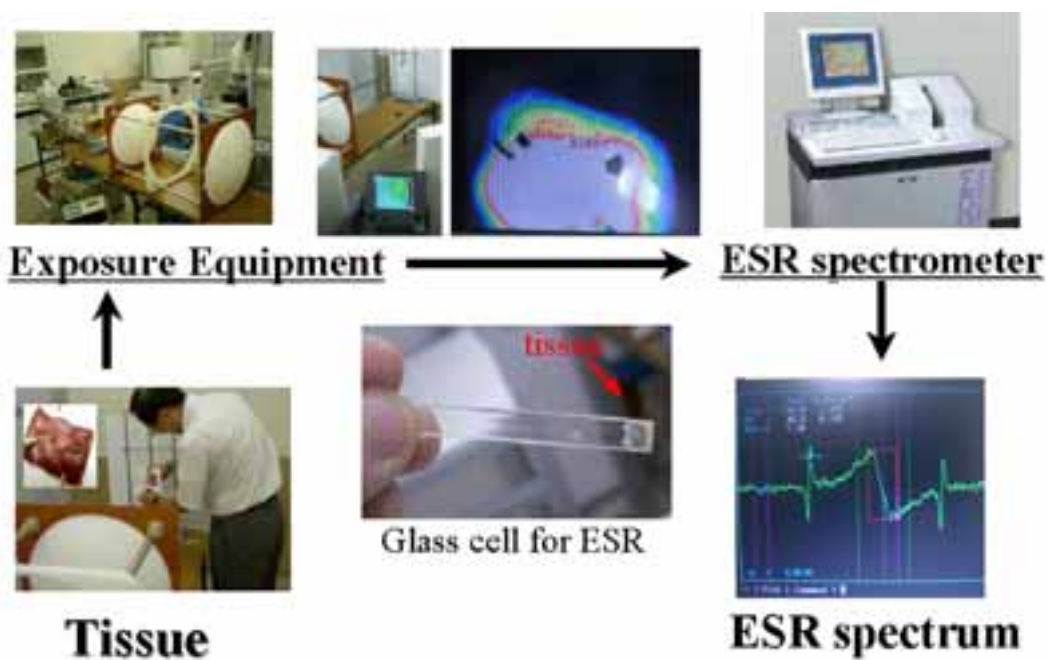 Exposure Equipment
ESR spectrometer
tissue
Glass cell for ESR
Tissue
ESR spectrum